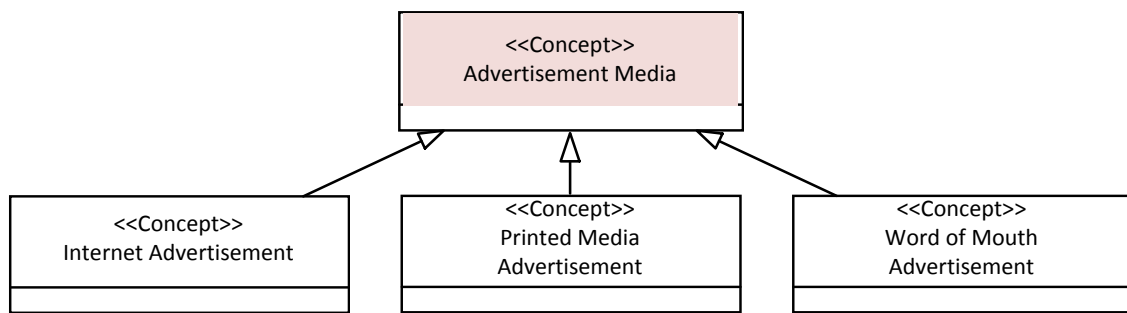 <<Concept>>
Advertisement Media
<<Concept>>
Internet Advertisement
<<Concept>>
Printed Media
Advertisement
<<Concept>>
Word of Mouth
Advertisement